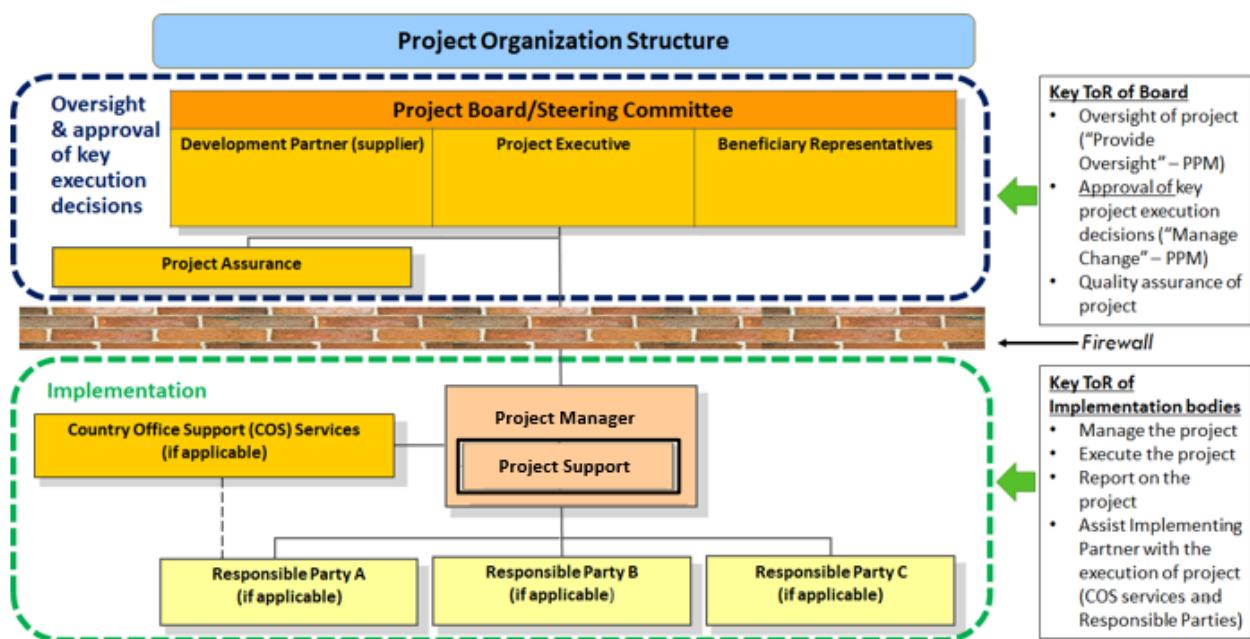 Project Organization Structure
Oversight
& approval
of key
execution
decisions
Project Board/Steering Committee
Development Partner (supplier)
Project Executive
Beneficiary Representatives
Project Assurance
Key ToR of Board
• Oversight of project
("Provide
Oversight" – PPM)
• Approval of key
project execution
decisions ("Manage
Change" – PPM)
• Quality assurance of
project
Firewall
Implementation
Project Manager
Project Support
Country Office Support (COS) Services
(if applicable)
Responsible Party A
(if applicable)
Responsible Party B
(if applicable)
Responsible Party C
(if applicable)
Key ToR of
Implementation bodies
• Manage the project
• Execute the project
• Report on the
project
• Assist Implementing
Partner with the
execution of project
(COS services and
Responsible Parties)